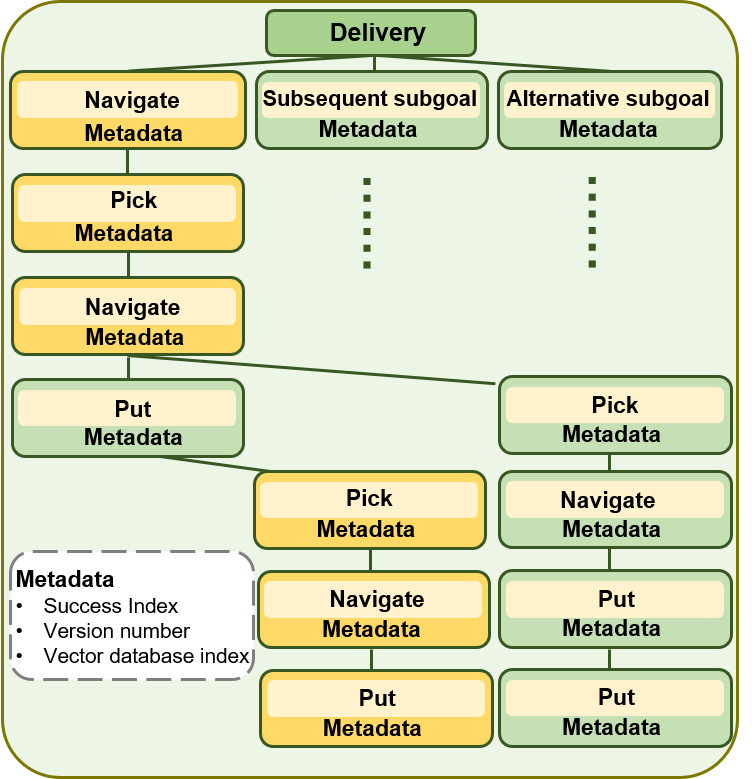 Delivery
Navigate
Metadata
Subsequent subgoal
Metadata
Alternative subgoal
Metadata
Pick
Metadata
Navigate
Metadata
Put
Metadata
Pick
Metadata
Pick
Metadata
Navigate
Metadata
Navigate
Metadata
Put
Metadata
Put
Metadata
Put
Metadata
Metadata
• Success Index
• Version number
• Vector database index